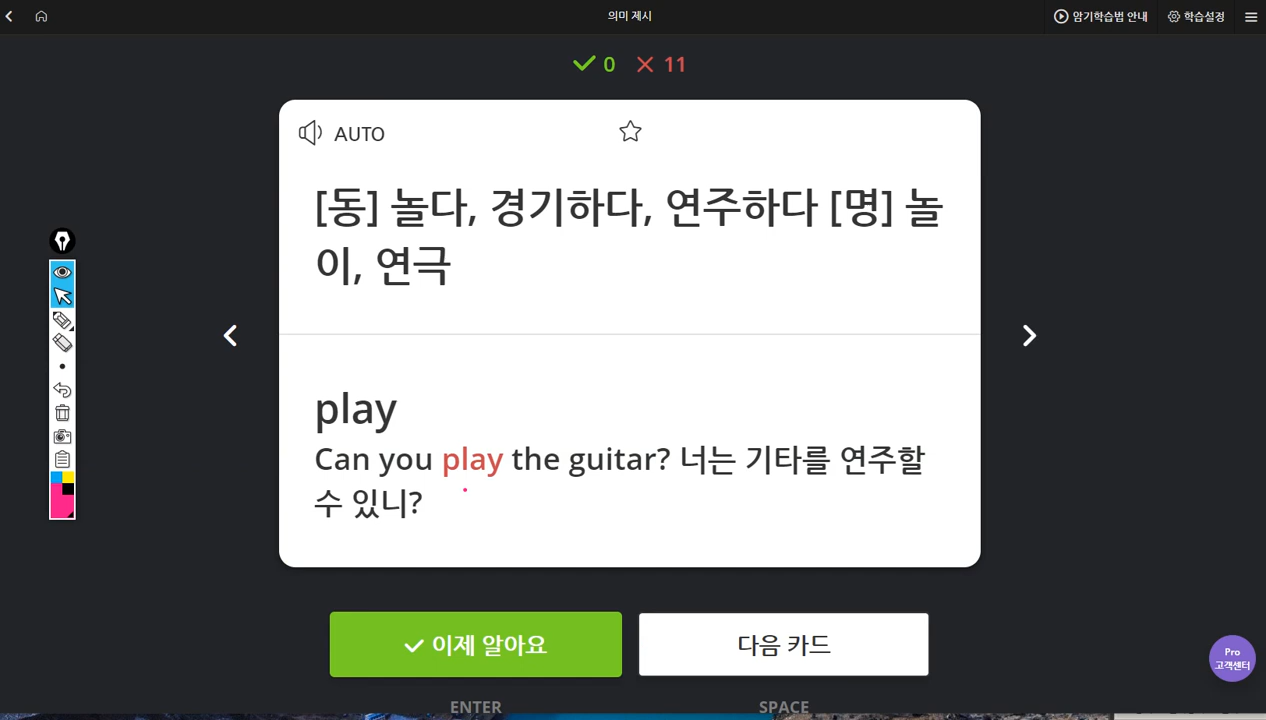 의미 제시
암기학습법 안내
학습설정
0
11
AUTO
[동] 놀다, 경기하다, 연주하다 [명] 놀
이, 연극
play
Can you play the guitar? 너는 기타를 연주할
수 있니?
이제 알아요
다음 카드
Pro
고객센터
ENTER
SPACE